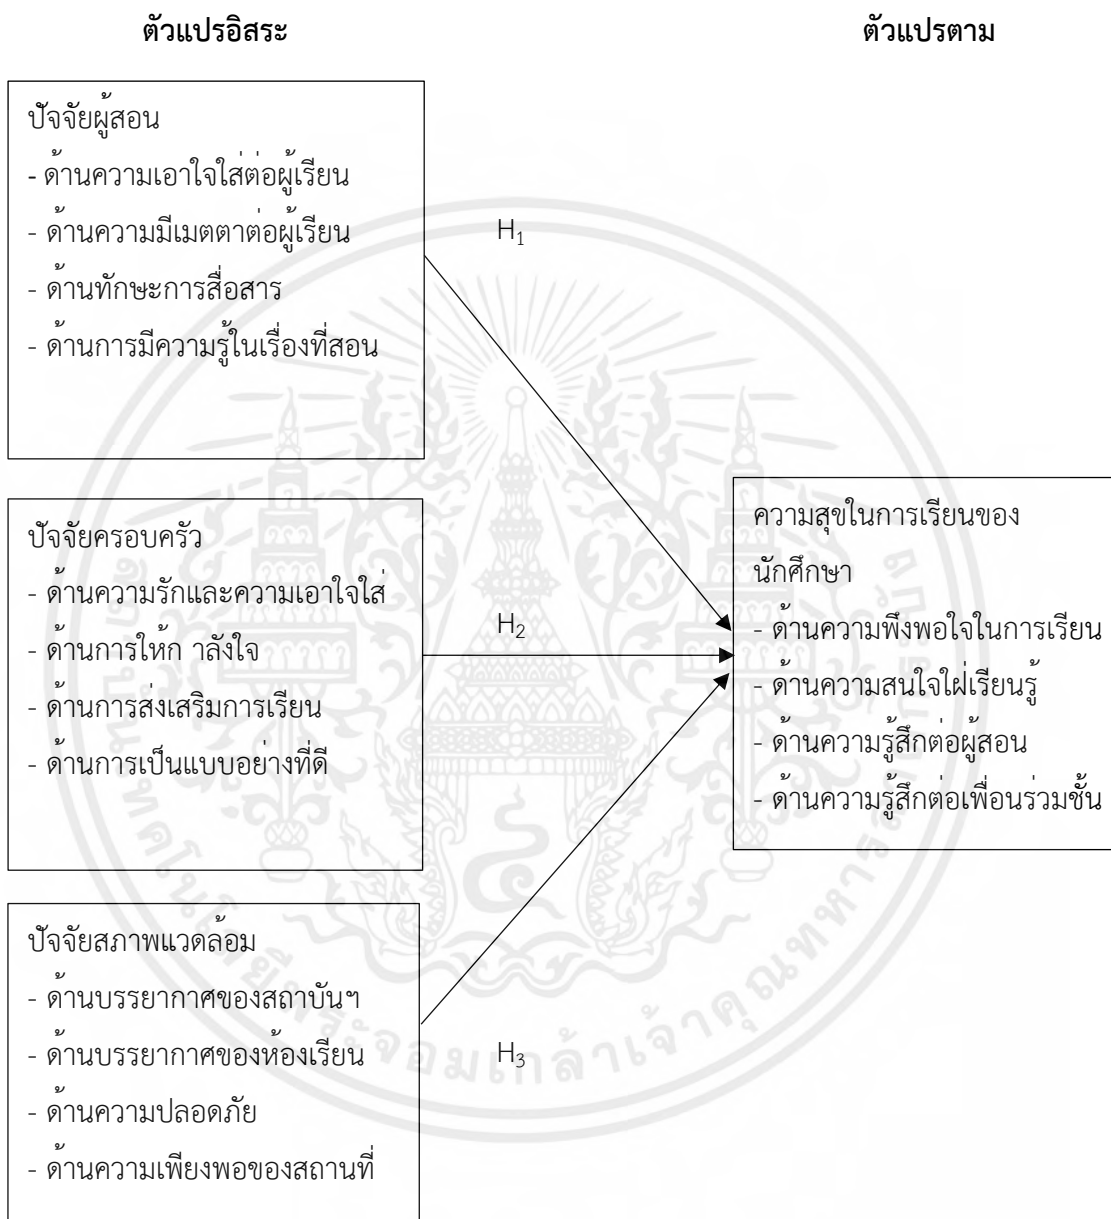 ตัวแปรอิสระ
ตัวแปรตาม
ปัจจัยผู้สอน
- ด้านความเอาใจใส่ต่อผู้เรียน
- ด้านความมีเมตตาต่อผู้เรียน
- ด้านทักษะการสื่อสาร
- ด้านการมีความรู้ในเรื่องที่สอน
H₁
ปัจจัยครอบครัว
- ด้านความรักและความเอาใจใส่
- ด้านการให้ก าลังใจ
- ด้านการส่งเสริมการเรียน
- ด้านการเป็นแบบอย่างที่ดี
H₂
ความสุขในการเรียนของ
นักศึกษา
- ด้านความพึงพอใจในการเรียน
- ด้านความสนใจใฝ่เรียนรู้
- ด้านความรู้สึกต่อผู้สอน
- ด้านความรู้สึกต่อเพื่อนร่วมชั้น
ปัจจัยสภาพแวดล้อม
- ด้านบรรยากาศของสถาบันฯ
- ด้านบรรยากาศของห้องเรียน
- ด้านความปลอดภัย
- ด้านความเพียงพอของสถานที่
H₃